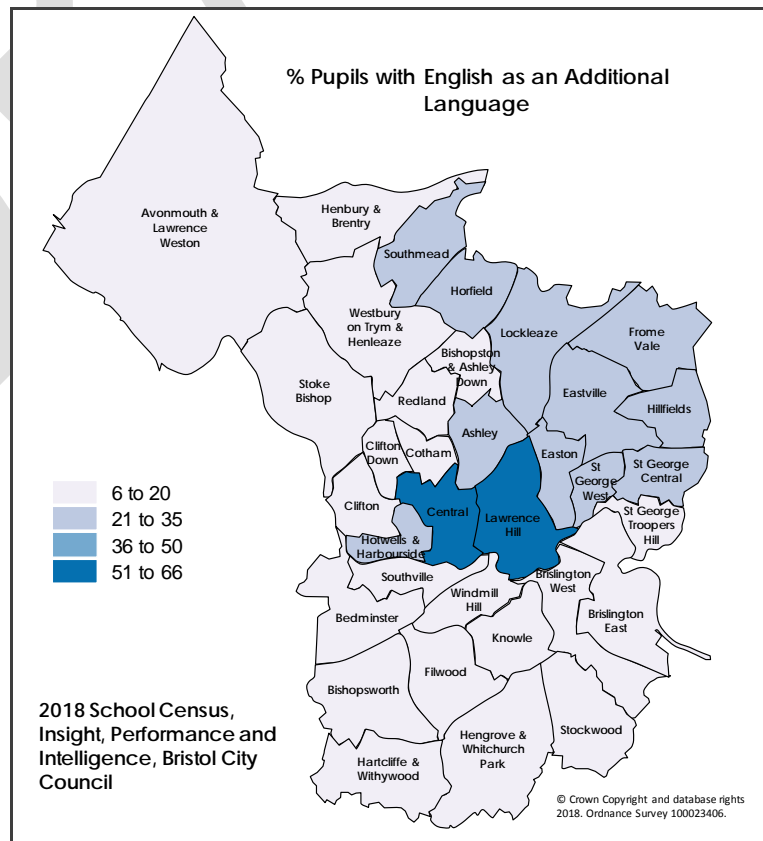 % Pupils with English as an Additional
Language
Avonmouth &
Lawrence
Weston
Henbury &
Brentry
Southmead
Horfield
Westbury
on Trym &
Henleaze
Lockleaze
Frome
Vale
Bishopston
& Ashley
Down
Stoke
Bishop
Redland
Eastville
Hillfields
Ashley
Clifton
Down
Cotham
Easton
St
George
West
St George
Central
6 to 20
21 to 35
36 to 50
51 to 66
Clifton
Central
Lawrence
Hill
St George
Troopers
Hill
Hotwells &
Harbourside
Southville
Brislington
West
Windmill
Hill
Bedminster
Brislington
East
Knowle
Filwood
Bishopsworth
Stockwood
Hengrove &
Whitchurch
Park
Hartcliffe &
Withywood
2018 School Census,
Insight, Performance and
Intelligence, Bristol City
Council
© Crown Copyright and database rights
2018. Ordnance Survey 100023406.